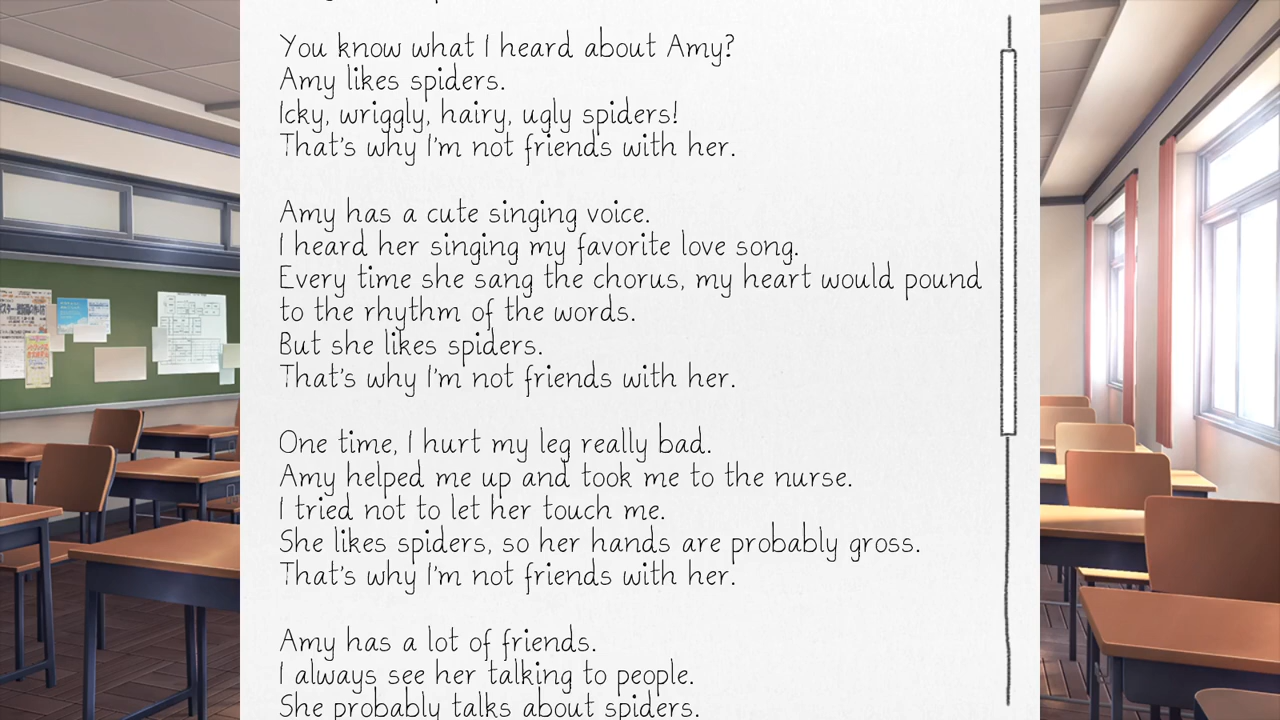 You know what I heard about Amy?
Amy likes spiders.
Icky, wriggly, hairy, ugly spiders!
That's why I'm not friends with her.
Amy has a cute singing voice.
I heard her singing my favorite love song.
Every time she sang the chorus, my heart would pound
to the rhythm of the words.
But she likes spiders.
That's why I'm not friends with her.
One time, I hurt my leg really bad.
Amy helped me up and took me to the nurse.
I tried not to let her touch me.
She likes spiders, so her hands are probably gross.
That's why I'm not friends with her.
Amy has a lot of friends.
I always see her talking to people.
She probably talks about spiders.